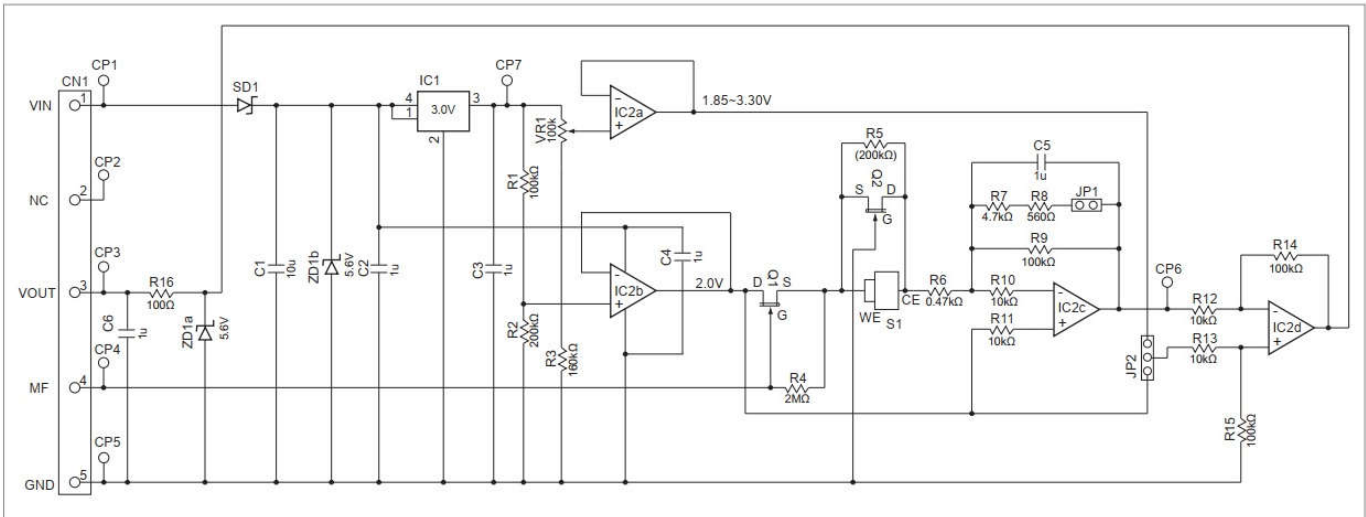 CN1
VIN
1
CP1
SD1
IC1
4
1
3.0V
3
2
CP7
VR1
100k
IC2a
-
+
1.85~3.30V
NC
2
CP2
R1
100kΩ
R5
(200kΩ)
Q2
S
D
G
C5
1u
R7
4.7kΩ
R8
560Ω
JP1
R9
100kΩ
VOUT
3
CP3
R16
100Ω
C6
1u
ZD1a
5.6V
C1
10u
ZD1b
5.6V
C2
1u
C3
1u
C4
1u
IC2b
-
+
2.0V
Q1
D
S
G
WE
CE
S1
R6
0.47kΩ
R10
10kΩ
R11
10kΩ
IC2c
-
+
CP6
R12
10kΩ
R13
10kΩ
R14
100kΩ
IC2d
-
+
R2
200kΩ
R3
160kΩ
MF
4
CP4
R4
2MΩ
JP2
R15
100kΩ
GND
5
CP5